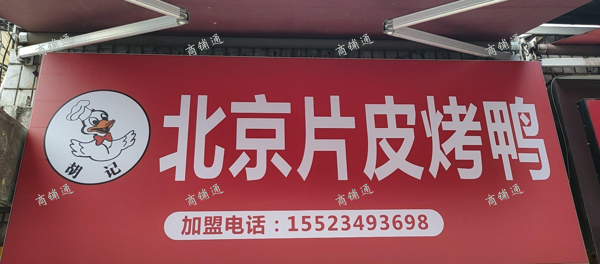 商铺通 商铺通 商铺通
北京片皮烤鸭
胡记
商铺通 商铺通 商铺通
加盟电话：15523493698